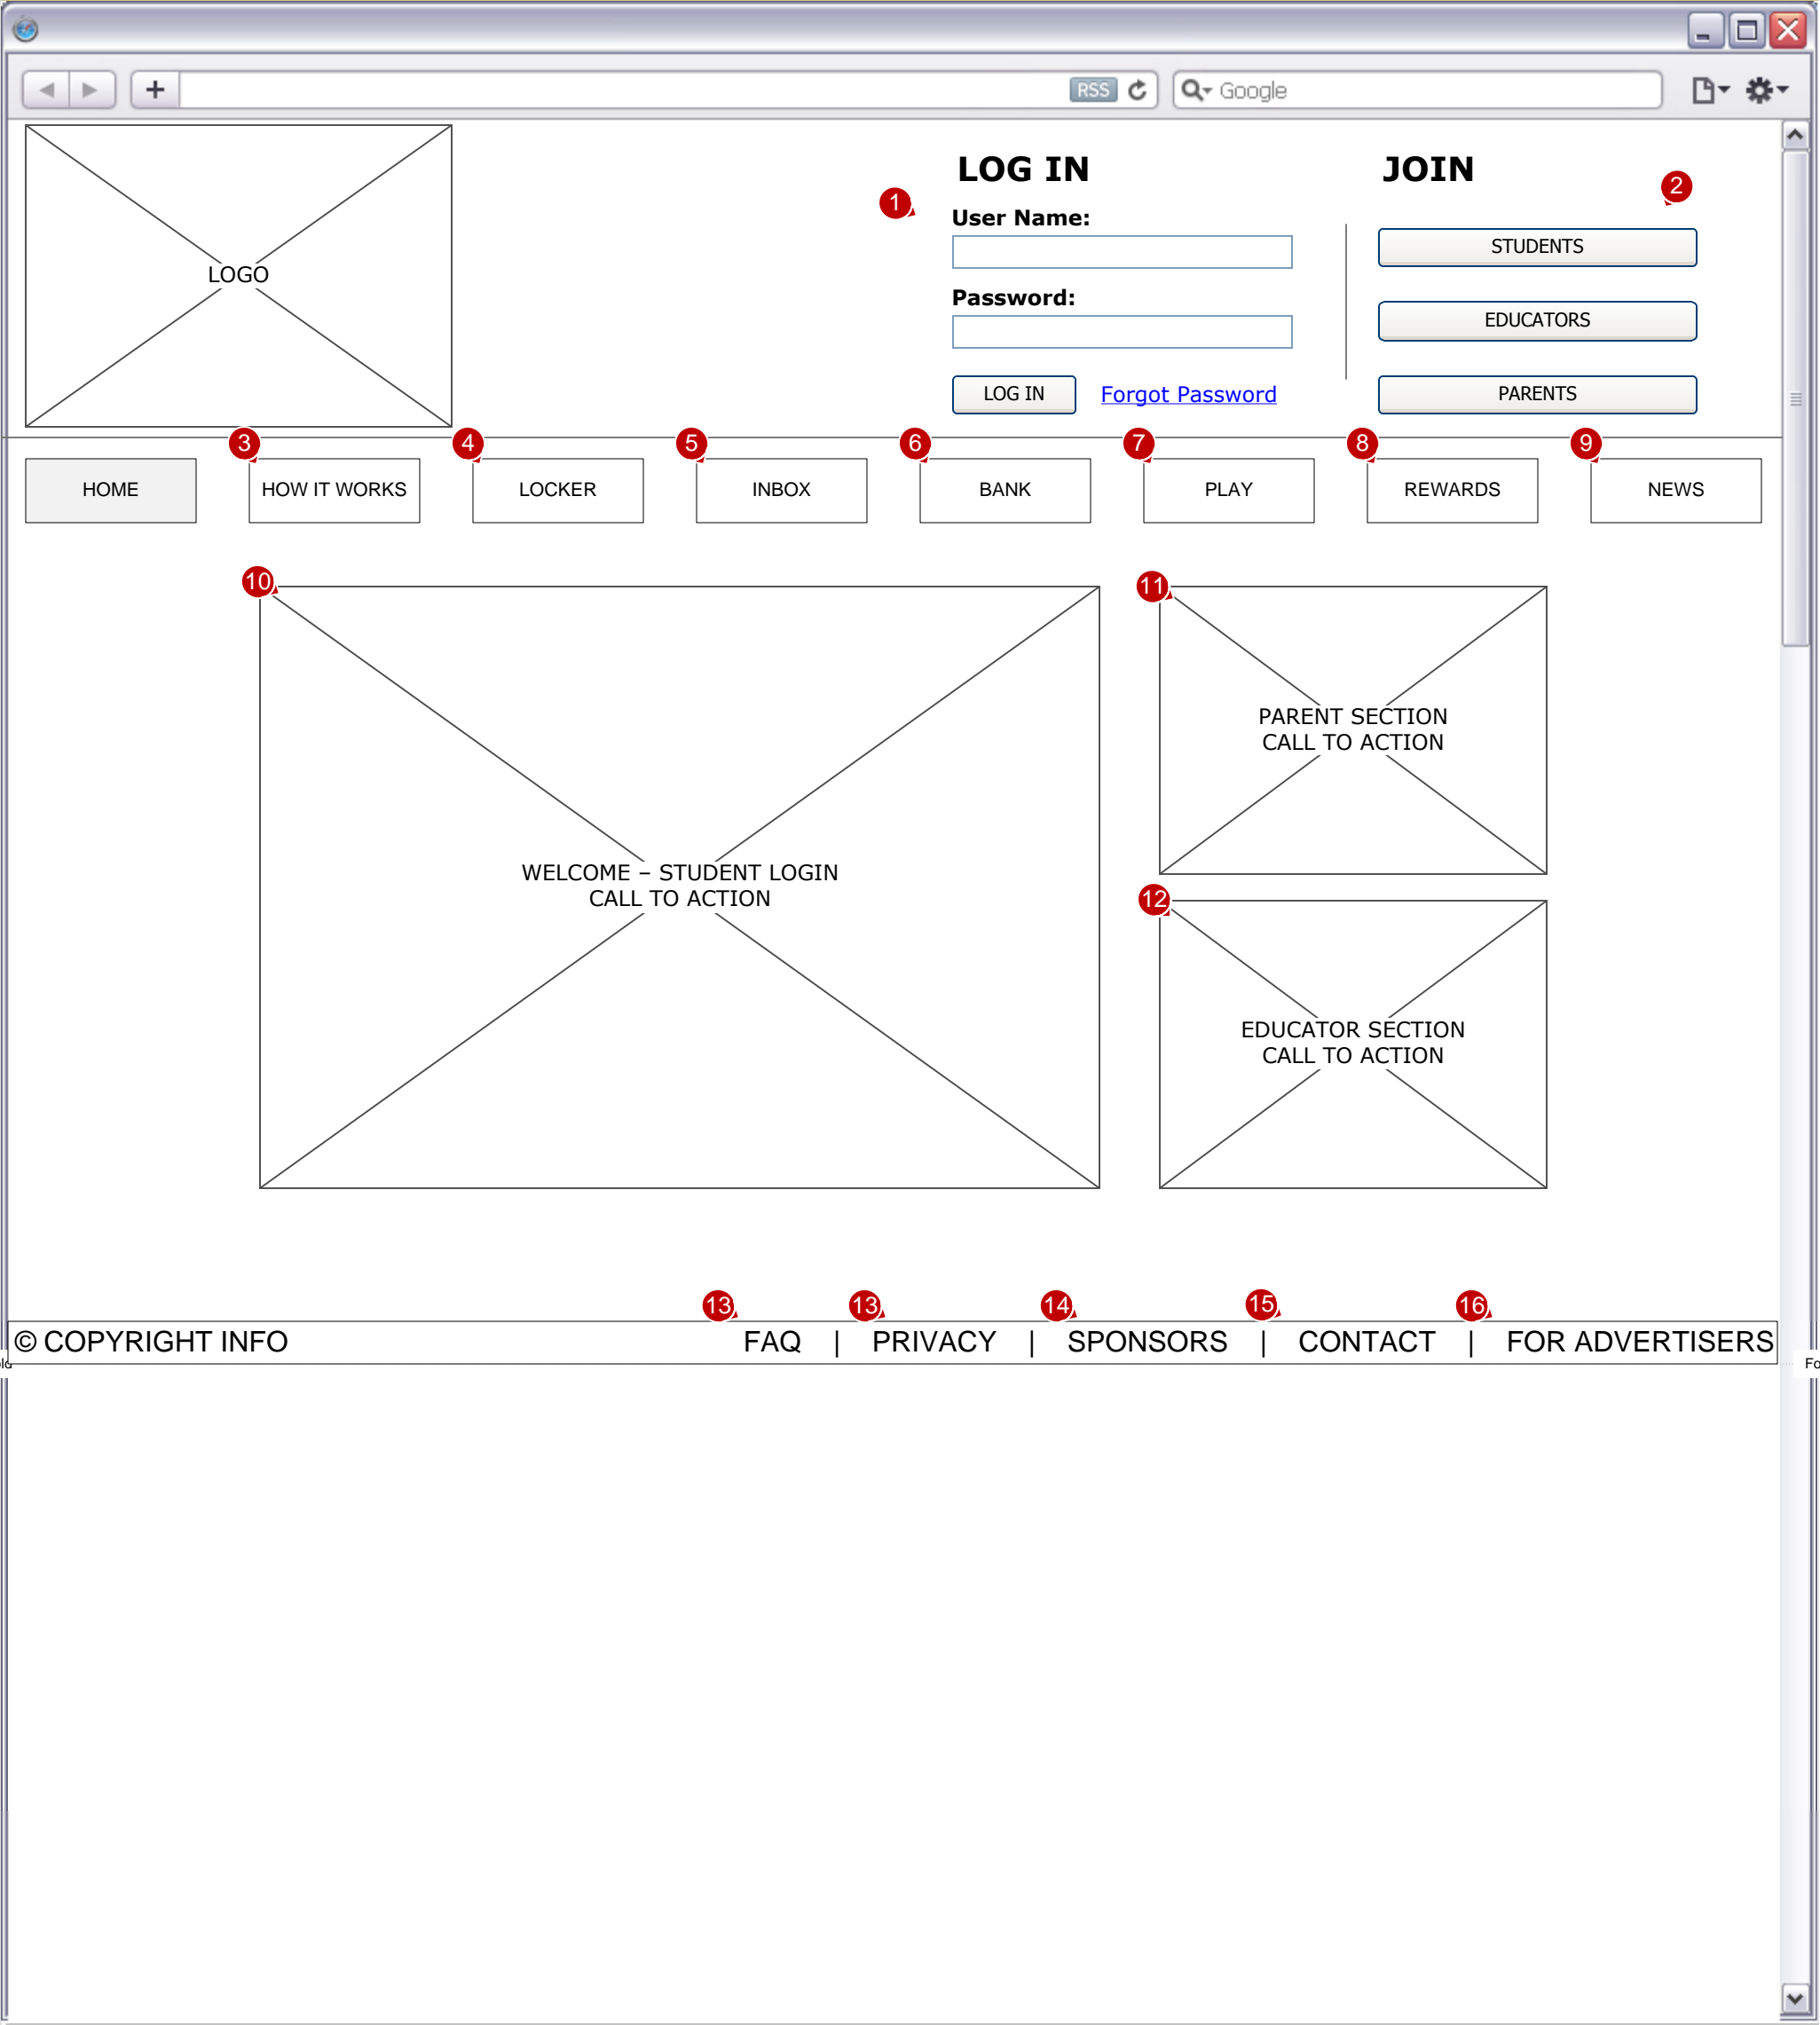 RSS
Google
LOG IN
JOIN
1
2
User Name:
STUDENTS
LOGO
Password:
EDUCATORS
LOG IN
Forgot Password
PARENTS
3
4
5
6
7
8
9
HOME
HOW IT WORKS
LOCKER
INBOX
BANK
PLAY
REWARDS
NEWS
10
11
PARENT SECTION
CALL TO ACTION
WELCOME – STUDENT LOGIN
CALL TO ACTION
12
EDUCATOR SECTION
CALL TO ACTION
13
13
14
15
16
© COPYRIGHT INFO
FAQ | PRIVACY | SPONSORS | CONTACT | FOR ADVERTISERS